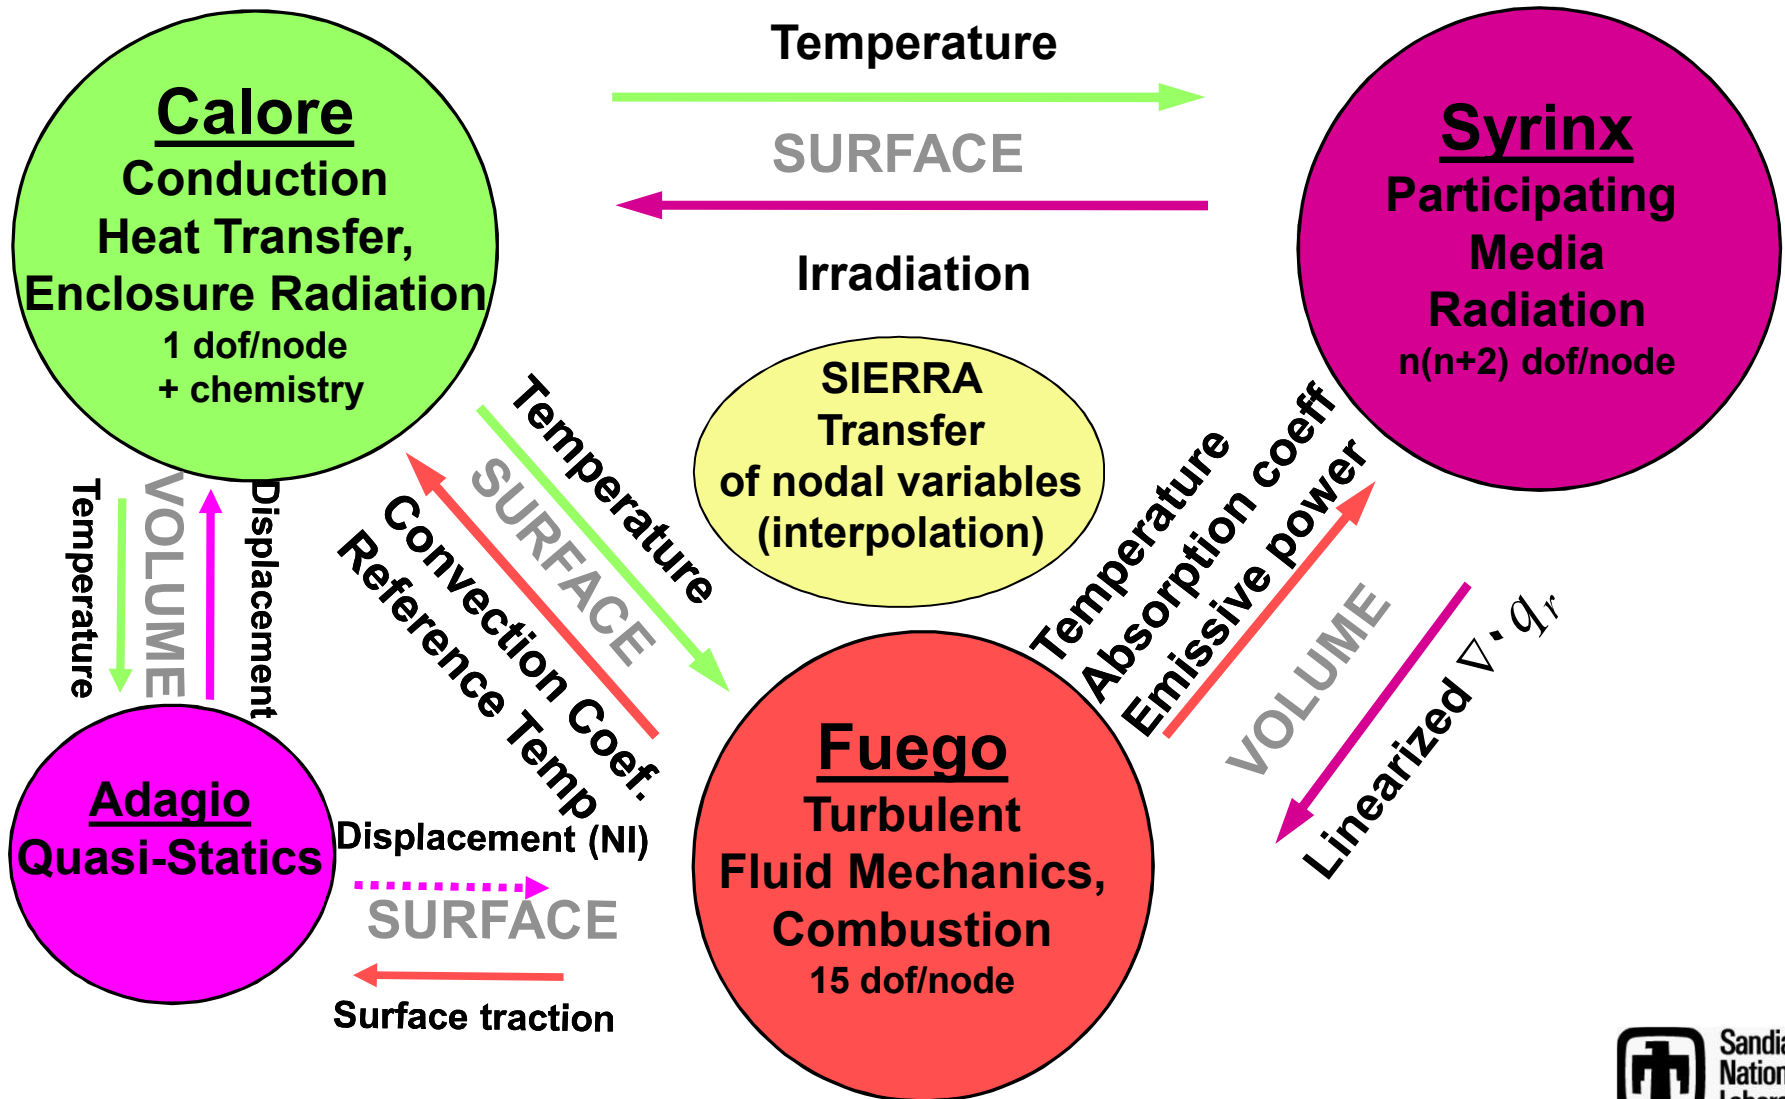 Temperature
SURFACE
Irradiation
Calore
Conduction
Heat Transfer,
Enclosure Radiation
1 dof/node
+ chemistry
Syrinx
Participating
Media
Radiation
n(n+2) dof/node
SIERRA
Transfer
of nodal variables
(interpolation)
Temperature
VOLUME
Displacement
Temperature
SURFACE
Convection Coef.
Reference Temp
Temperature
Absorption coeff
Emissive power
VOLUME
Linearized ∇·qᵣ
Adagio
Quasi-Statics
Displacement (NI)
SURFACE
Surface traction
Fuego
Turbulent
Fluid Mechanics,
Combustion
15 dof/node
Sandia
Nation